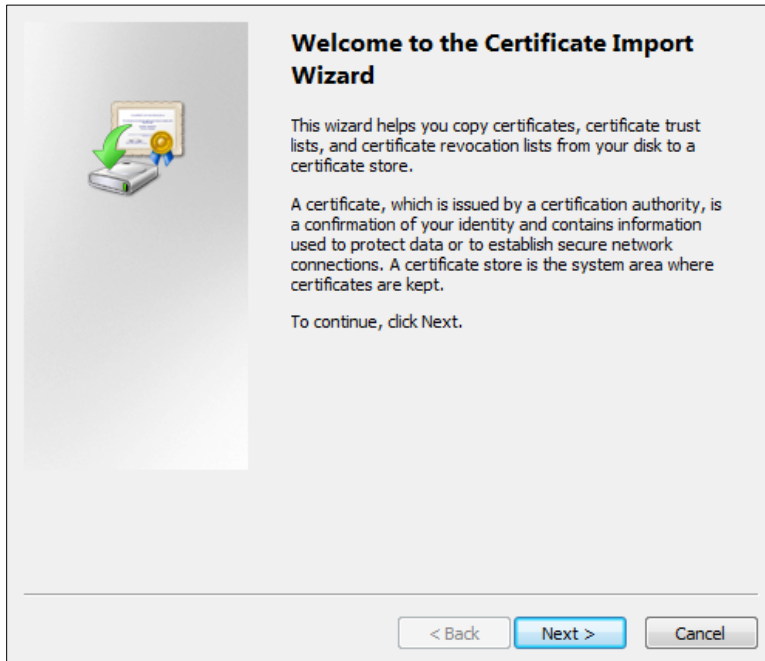 Welcome to the Certificate Import
Wizard
This wizard helps you copy certificates, certificate trust
lists, and certificate revocation lists from your disk to a
certificate store.
A certificate, which is issued by a certification authority, is
a confirmation of your identity and contains information
used to protect data or to establish secure network
connections. A certificate store is the system area where
certificates are kept.
To continue, click Next.
< Back Next > Cancel